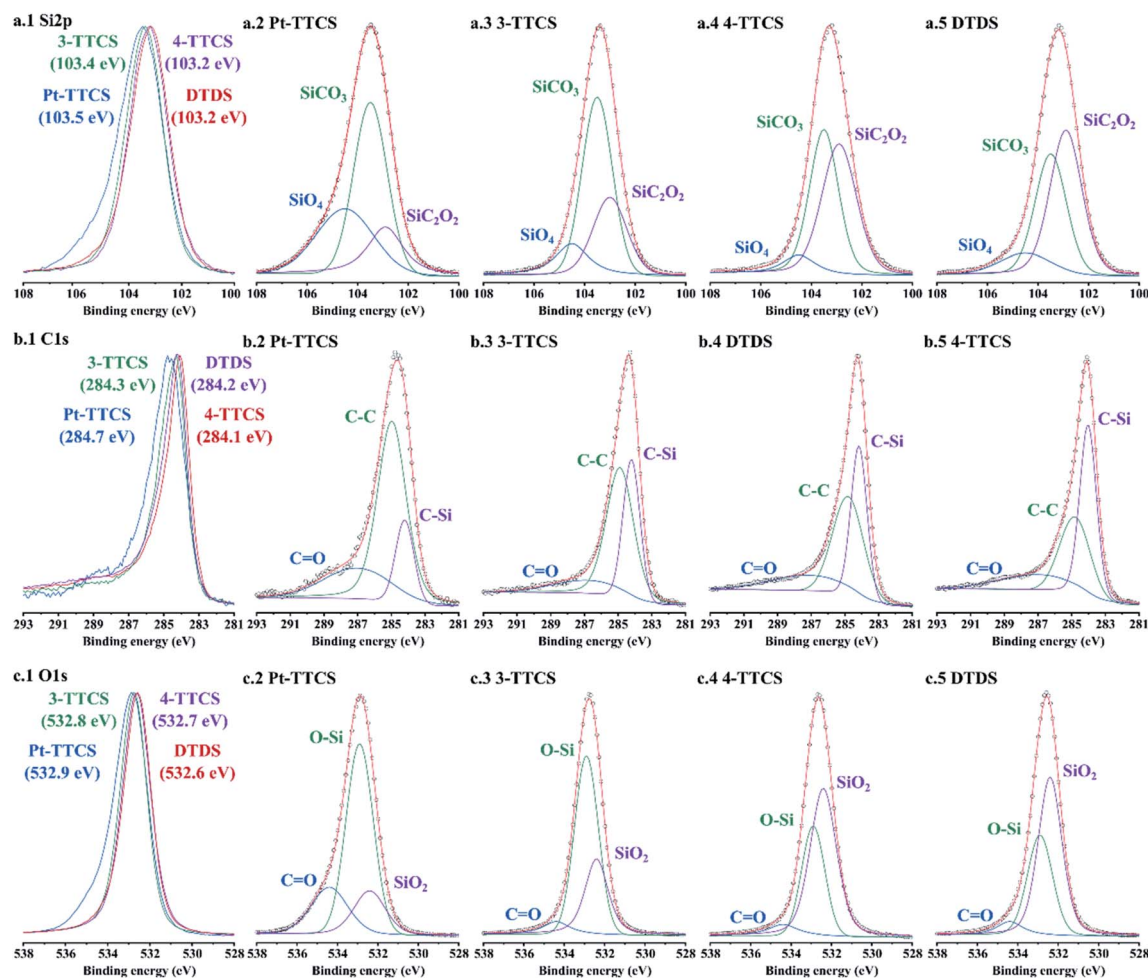 a.1 Si2p
3-TTCS
(103.4 eV)
4-TTCS
(103.2 eV)
Pt-TTCS
(103.5 eV)
DTDS
(103.2 eV)
108 106 104 102 100
Binding energy (eV)
a.2 Pt-TTCS
SiCO₃
SiO₄
SiC₂O₂
108 106 104 102 100
Binding energy (eV)
a.3 3-TTCS
SiCO₃
SiC₂O₂
SiO₄
108 106 104 102 100
Binding energy (eV)
a.4 4-TTCS
SiCO₃
SiC₂O₂
SiO₄
108 106 104 102 100
Binding energy (eV)
a.5 DTDS
SiC₂O₂
SiCO₃
SiO₄
108 106 104 102 100
Binding energy (eV)
b.1 C1s
3-TTCS
(284.3 eV)
DTDS
(284.2 eV)
Pt-TTCS
(284.7 eV)
4-TTCS
(284.1 eV)
293 291 289 287 285 283 281
Binding energy (eV)
b.2 Pt-TTCS
C-C
C-Si
C=O
293 291 289 287 285 283 281
Binding energy (eV)
b.3 3-TTCS
C-C
C-Si
C=O
293 291 289 287 285 283 281
Binding energy (eV)
b.4 DTDS
C-Si
C-C
C=O
293 291 289 287 285 283 281
Binding energy (eV)
b.5 4-TTCS
C-Si
C-C
C=O
293 291 289 287 285 283 281
Binding energy (eV)
c.1 O1s
3-TTCS
(532.8 eV)
4-TTCS
(532.7 eV)
Pt-TTCS
(532.9 eV)
DTDS
(532.6 eV)
538 536 534 532 530 528
Binding energy (eV)
c.2 Pt-TTCS
O-Si
C=O
SiO₂
538 536 534 532 530 528
Binding energy (eV)
c.3 3-TTCS
O-Si
SiO₂
C=O
538 536 534 532 530 528
Binding energy (eV)
c.4 4-TTCS
SiO₂
O-Si
C=O
538 536 534 532 530 528
Binding energy (eV)
c.5 DTDS
SiO₂
O-Si
C=O
538 536 534 532 530 528
Binding energy (eV)